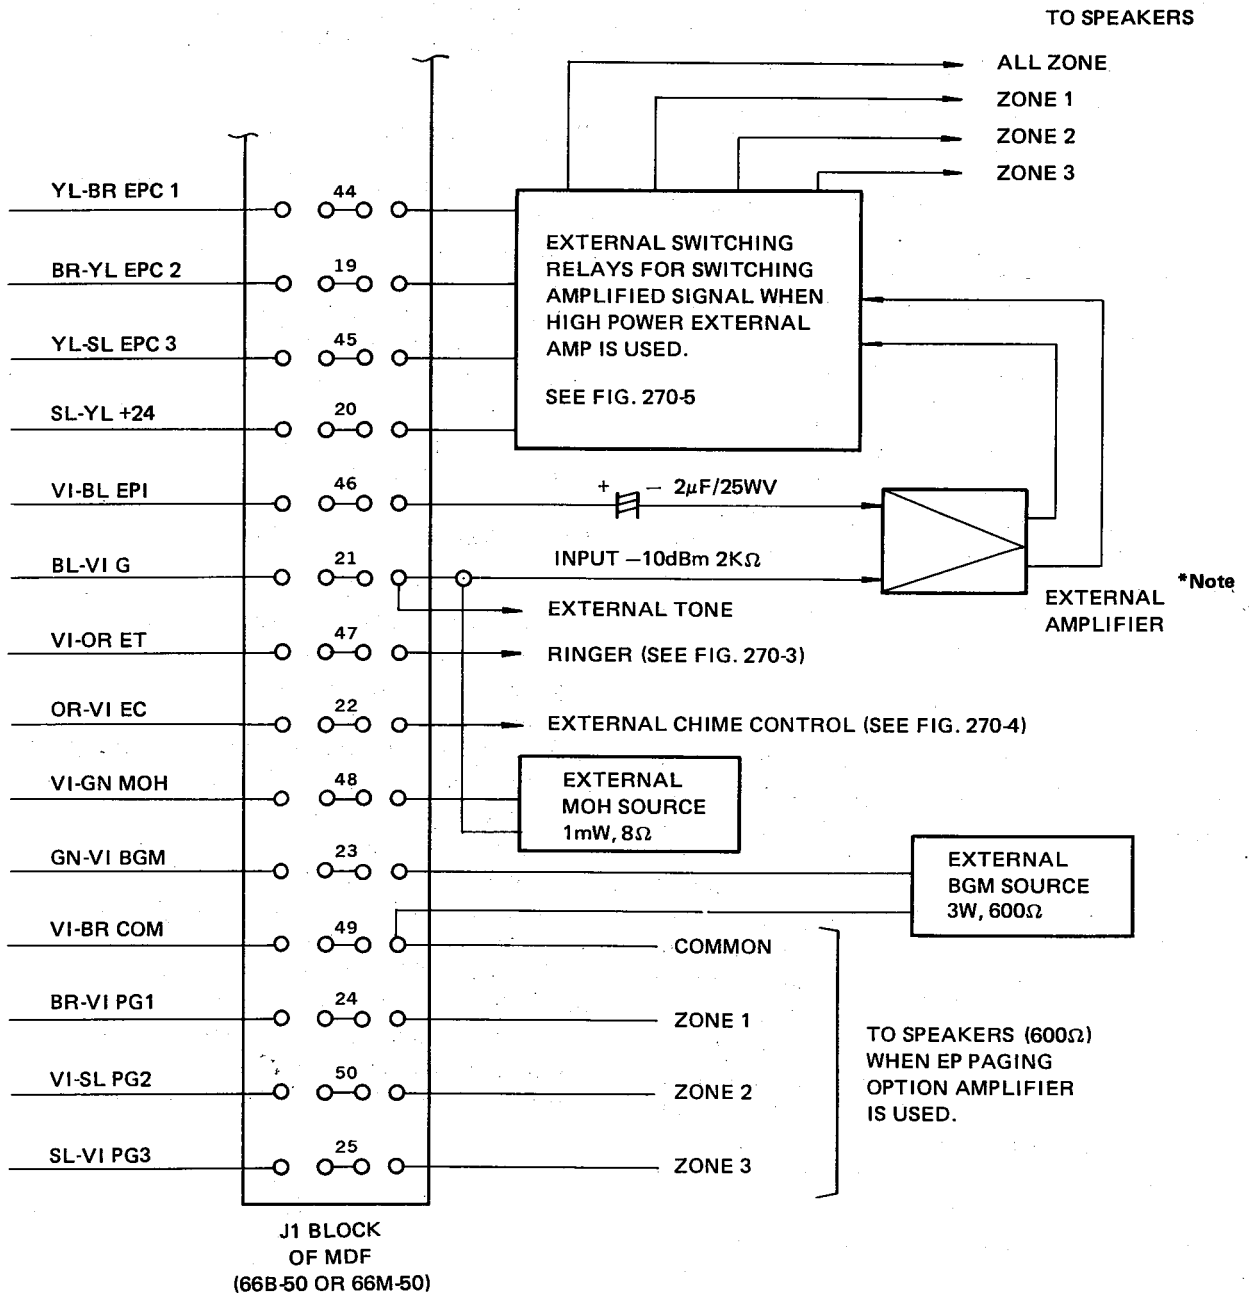 TO SPEAKERS
ALL ZONE
ZONE 1
ZONE 2
ZONE 3
YL-BR EPC 1
44
BR-YL EPC 2
19
YL-SL EPC 3
45
SL-YL +24
20
EXTERNAL SWITCHING
RELAYS FOR SWITCHING
AMPLIFIED SIGNAL WHEN
HIGH POWER EXTERNAL
AMP IS USED.
SEE FIG. 270-5
VI-BL EPI
46
+ − 2μF/25WV
BL-VI G
21
INPUT −10dBm 2KΩ
EXTERNAL TONE
EXTERNAL
AMPLIFIER
*Note
VI-OR ET
47
RINGER (SEE FIG. 270-3)
OR-VI EC
22
EXTERNAL CHIME CONTROL (SEE FIG. 270-4)
VI-GN MOH
48
EXTERNAL
MOH SOURCE
1mW, 8Ω
GN-VI BGM
23
EXTERNAL
BGM SOURCE
3W, 600Ω
VI-BR COM
49
COMMON
BR-VI PG1
24
ZONE 1
VI-SL PG2
50
ZONE 2
SL-VI PG3
25
ZONE 3
TO SPEAKERS (600Ω)
WHEN EP PAGING
OPTION AMPLIFIER
IS USED.
J1 BLOCK
OF MDF
(66B-50 OR 66M-50)